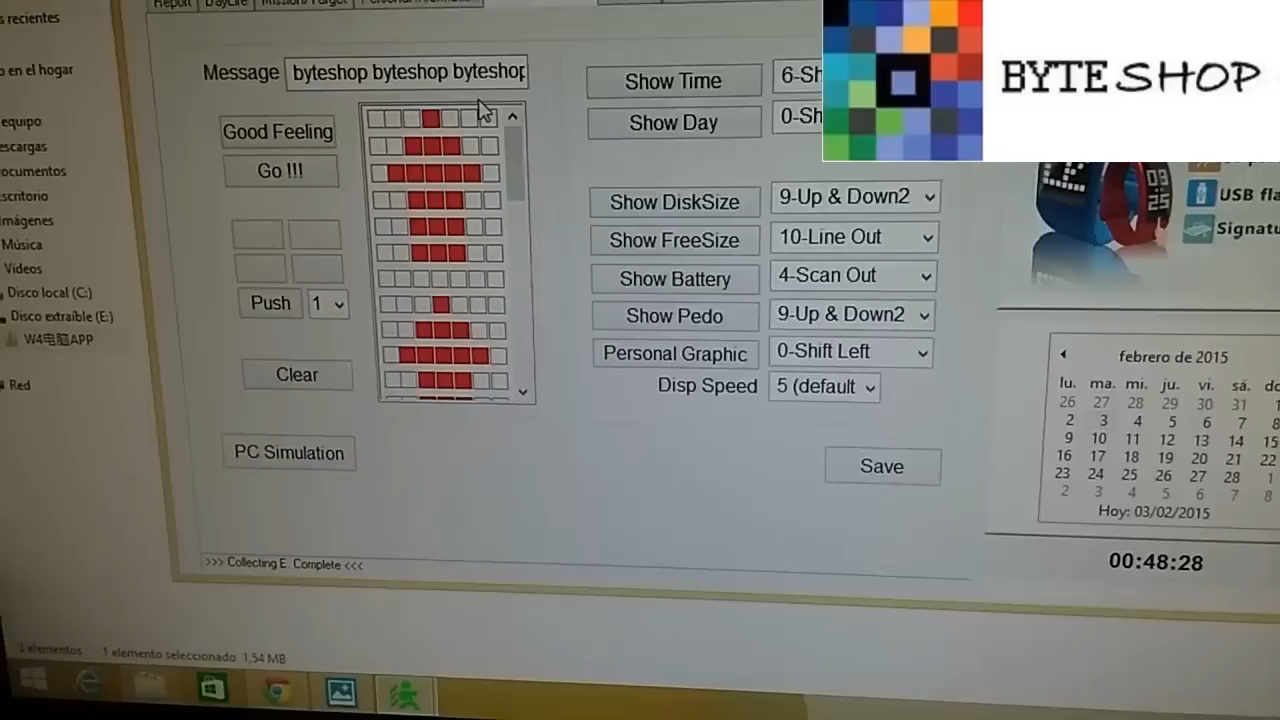 Report
DayLife
s recientes
o en el hogar
equipo
escargas
ocumentos
scritorio
mágenes
Música
Videos
Disco local (C:)
Disco extraíble (E:)
W4电脑APP
Red
Message byteshop byteshop byteshop
Good Feeling
Go !!!
Push 1
Clear
PC Simulation
Show Time 6-Sh
Show Day 0-Sh
Show DiskSize 9-Up & Down2
Show FreeSize 10-Line Out
Show Battery 4-Scan Out
Show Pedo 9-Up & Down2
Personal Graphic 0-Shift Left
Disp Speed 5 (default
Save
>>> Collecting E: Complete <<<
BYTE SHOP
USB fla
Signatu
febrero de 2015
lu. ma. mi. ju. vi. sá. do
26 27 28 29 30 31 1
2 3 4 5 6 7 8
9 10 11 12 13 14 15
16 17 18 19 20 21 22
23 24 25 26 27 28 1
2 3 4 5 6 7 8
Hoy: 03/02/2015
00:48:28
1 elemento seleccionado 1,54 MB